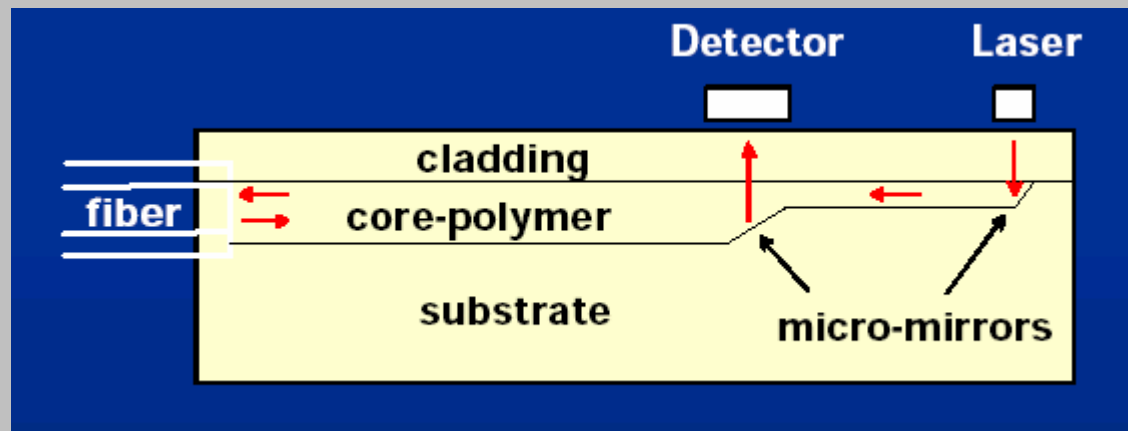 Detector
Laser
cladding
fiber
core-polymer
substrate
micro-mirrors